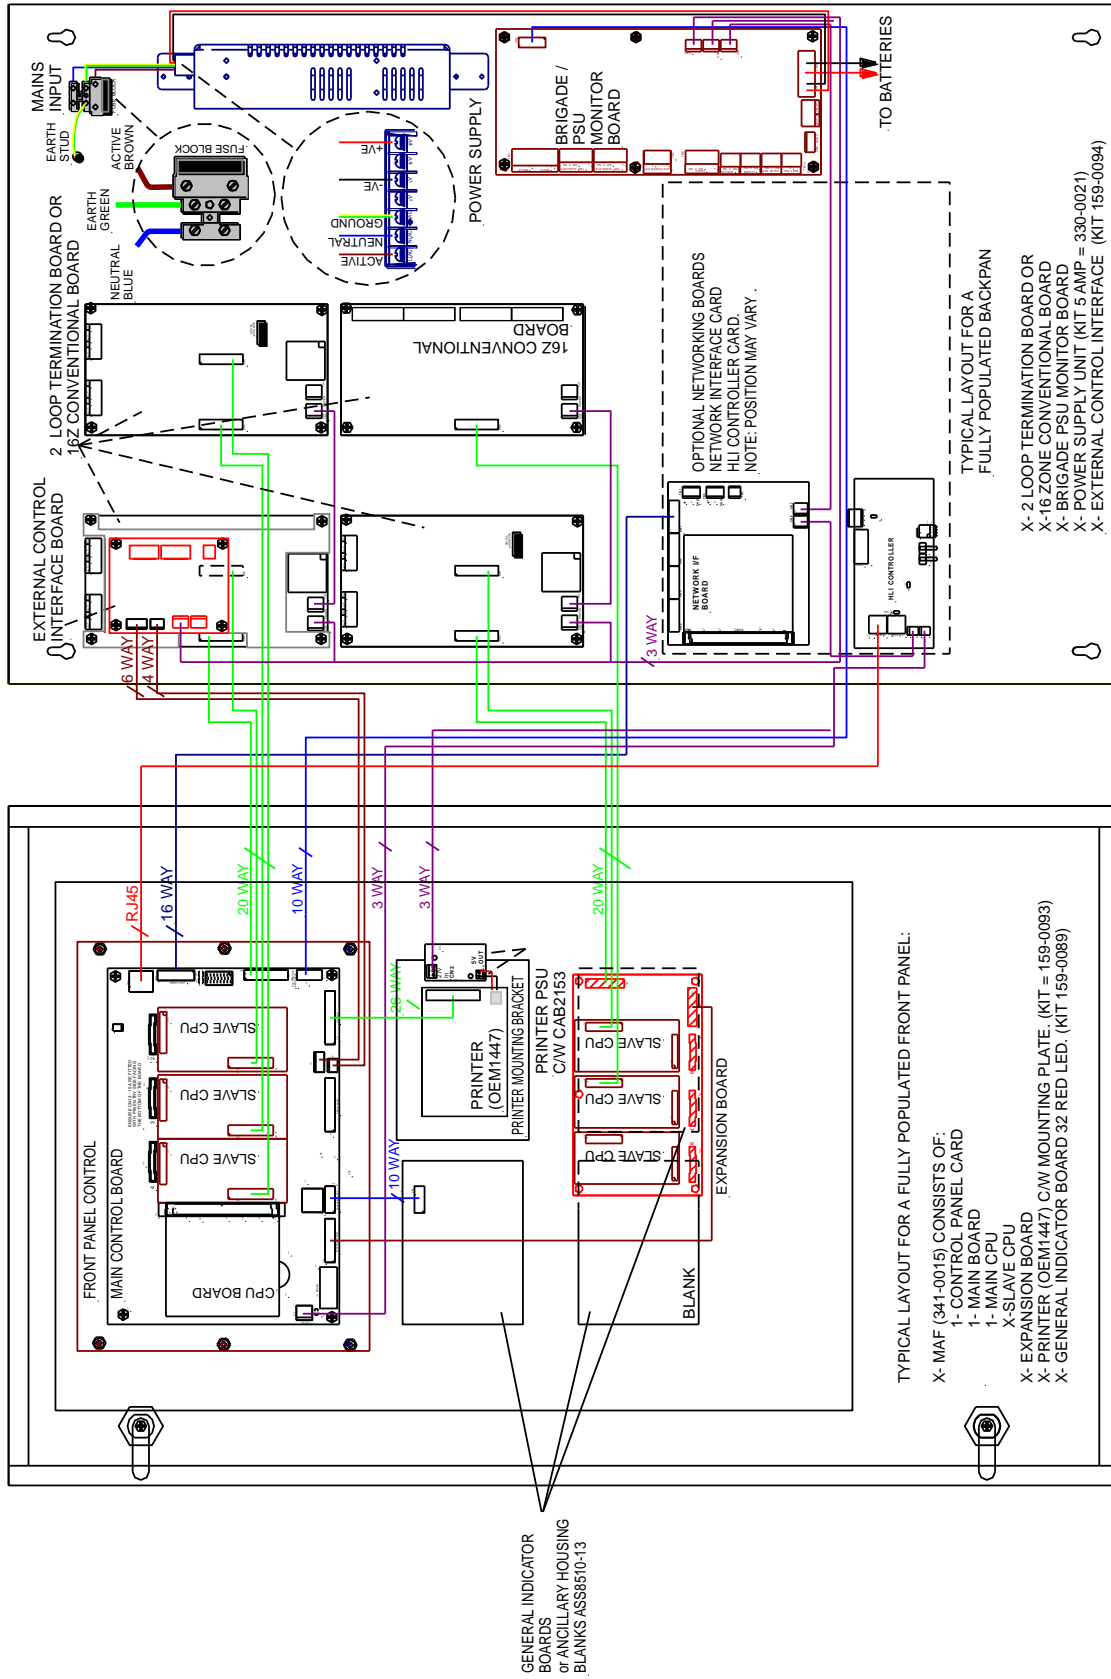 MAINS
INPUT
EARTH
STUD
ACTIVE
BROWN
EARTH
GREEN
NEUTRAL
BLUE
FUSE BLOCK
+VE
-VE
GROUND
NEUTRAL
ACTIVE
POWER SUPPLY
BRIGADE /
PSU
MONITOR
BOARD
TO BATTERIES
2 LOOP TERMINATION BOARD OR
16Z CONVENTIONAL BOARD
16Z CONVENTIONAL
BOARD
EXTERNAL CONTROL
INTERFACE BOARD
6 WAY
4 WAY
3 WAY
OPTIONAL NETWORKING BOARDS
NETWORK INTERFACE CARD
HLI CONTROLLER CARD.
NOTE: POSITION MAY VARY .
NETWORK I/F
BOARD
HLI CONTROLLER
TYPICAL LAYOUT FOR A
FULLY POPULATED BACKPAN
X- 2 LOOP TERMINATION BOARD OR
X-16 ZONE CONVENTIONAL BOARD
X- BRIGADE PSU MONITOR BOARD
X- POWER SUPPLY UNIT (KIT 5 AMP = 3300-0021)
X- EXTERNAL CONTROL INTERFACE (KIT 159-0094)
RJ45
16 WAY
20 WAY
10 WAY
3 WAY
3 WAY
20 WAY
26 WAY
10 WAY
FRONT PANEL CONTROL
MAIN CONTROL BOARD
SLAVE CPU
SLAVE CPU
SLAVE CPU
CPU BOARD
PRINTER
(OEM1447)
PRINTER MOUNTING BRACKET
PRINTER PSU
C/W CAB2153
5V
OUT
CN2
SLAVE CPU
SLAVE CPU
SLAVE CPU
EXPANSION BOARD
BLANK
TYPICAL LAYOUT FOR A FULLY POPULATED FRONT PANEL:
X- MAF (341-0015) CONSISTS OF:
1- CONTROL PANEL CARD
1- MAIN BOARD
1- MAIN CPU
X-SLAVE CPU
X- EXPANSION BOARD
X- PRINTER (OEM1447) C/W MOUNTING PLATE. (KIT = 159-0093)
X- GENERAL INDICATOR BOARD 32 RED LED. (KIT 159-0089)
GENERAL INDICATOR
BOARDS
or ANCILLARY HOUSING
BLANKS ASS8510-13